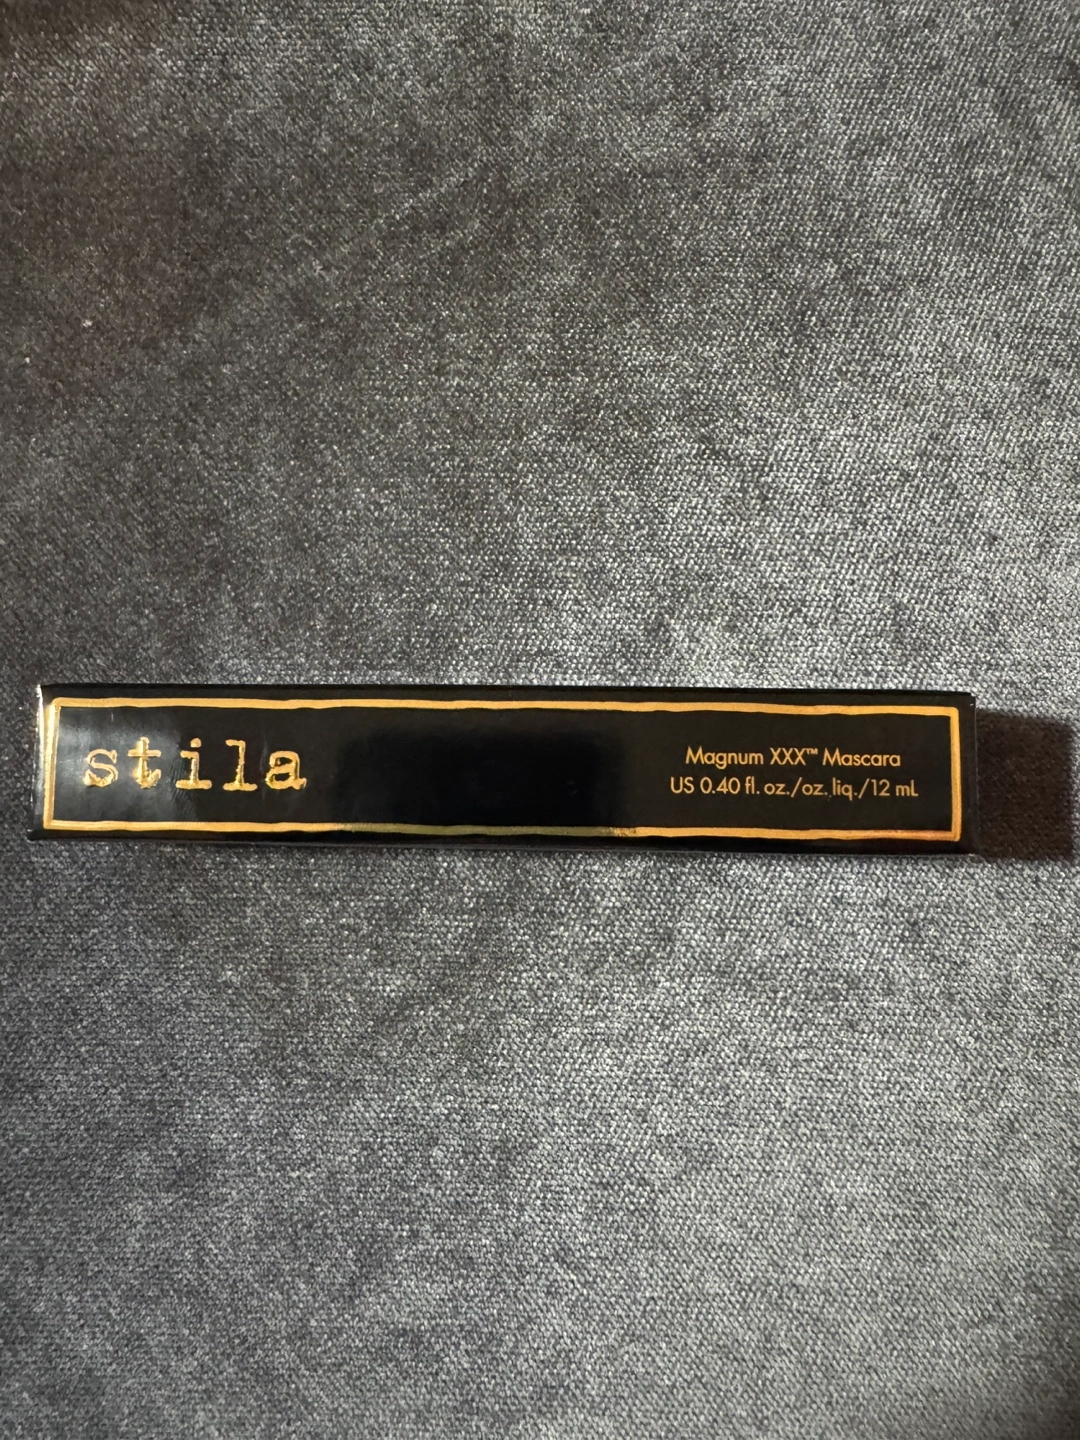 stila
Magnum XXX™ Mascara
US 0.40 fl. oz./oz. liq./12 mL